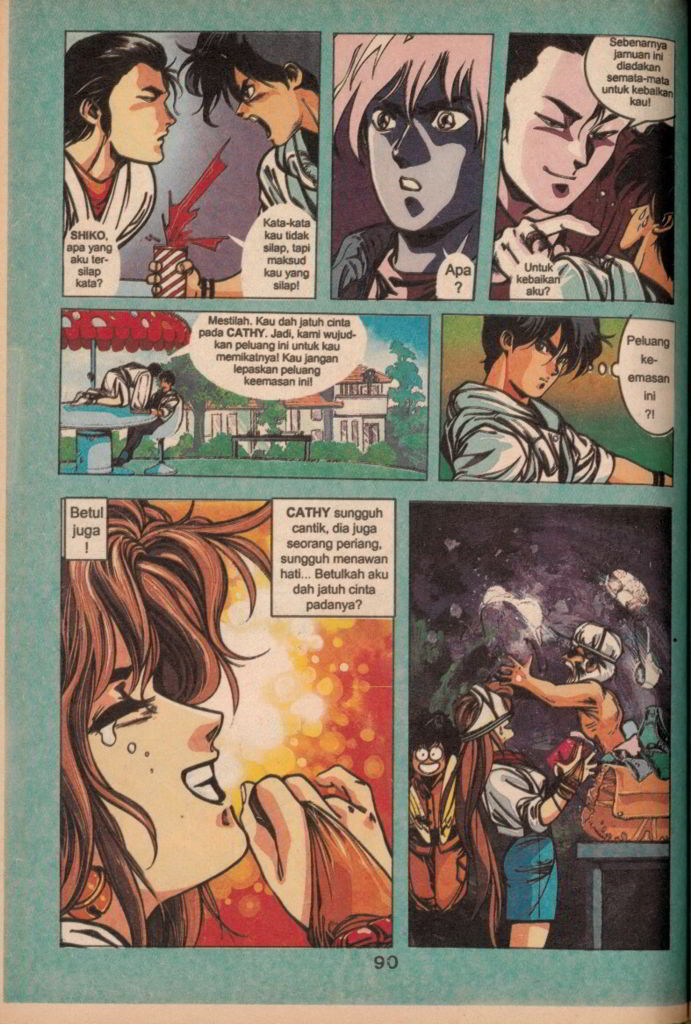 SHIKO,
apa yang
aku ter-
silap
kata?
Kata-kata
kau tidak
silap, tapi
maksud
kau yang
silap!
Apa
?
Sebenarnya
jamuan ini
diadakan
semata-mata
untuk kebaikan
kau!
Untuk
kebaikan
aku?
Mestilah. Kau dah jatuh cinta
pada CATHY. Jadi, kami wujud-
kan peluang ini untuk kau
memikatnya! Kau jangan
lepaskan peluang
keemasan ini!
Peluang
ke-
emasan
ini
?!
Betul
juga
!
CATHY sungguh
cantik, dia juga
seorang periang,
sungguh menawan
hati... Betulkah aku
dah jatuh cinta
padanya?
90